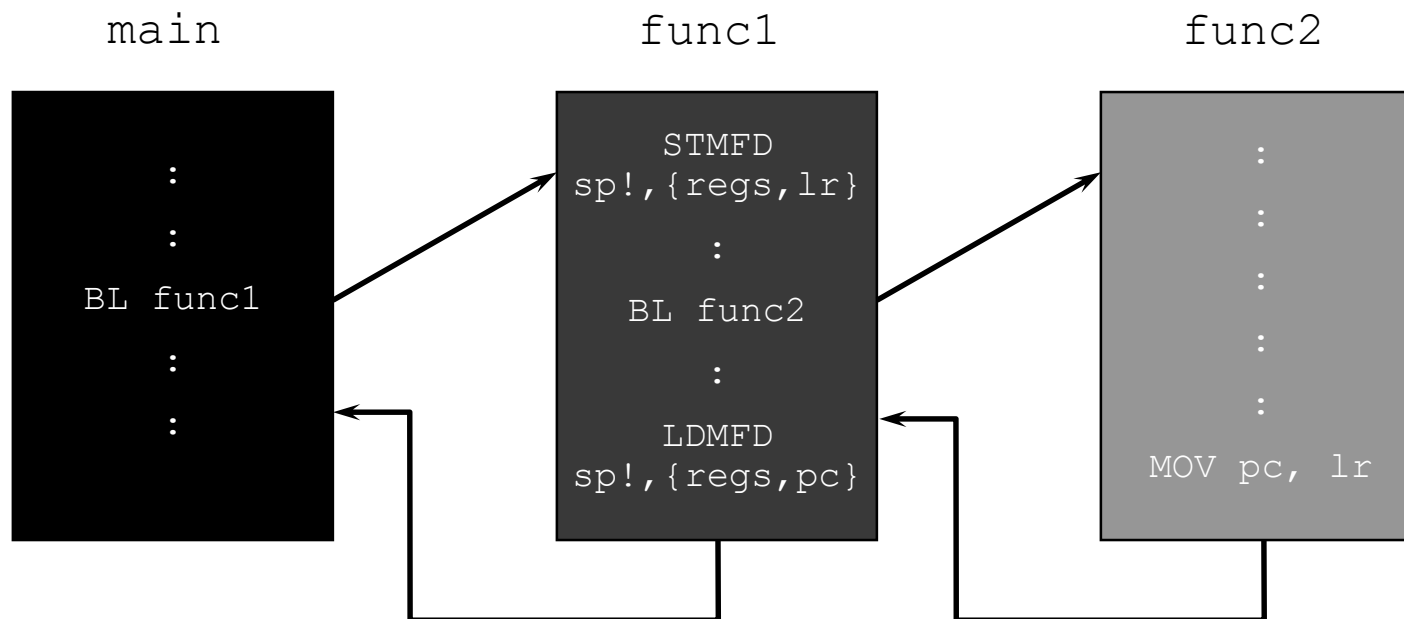 main
func1
func2
:
:
BL func1
:
:
STMFD
sp!,{regs,lr}
:
BL func2
:
LDMFD
sp!,{regs,pc}
:
:
:
:
:
MOV pc, lr